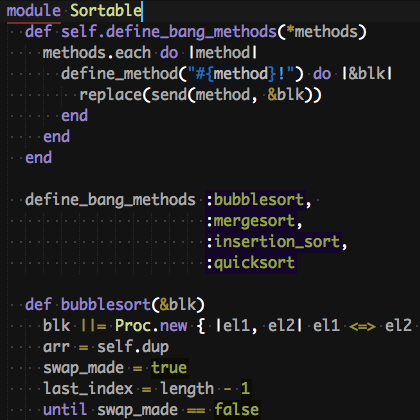 module Sortable
  def self.define_bang_methods(*methods)
    methods.each do |method|
      define_method("#{method}!") do |&blk|
        replace(send(method, &blk))
      end
    end
  end

  define_bang_methods :bubblesort,
                      :mergesort,
                      :insertion_sort,
                      :quicksort

  def bubblesort(&blk)
    blk ||= Proc.new { |el1, el2| el1 <=> el2
    arr = self.dup
    swap_made = true
    last_index = length - 1
    until swap_made == false